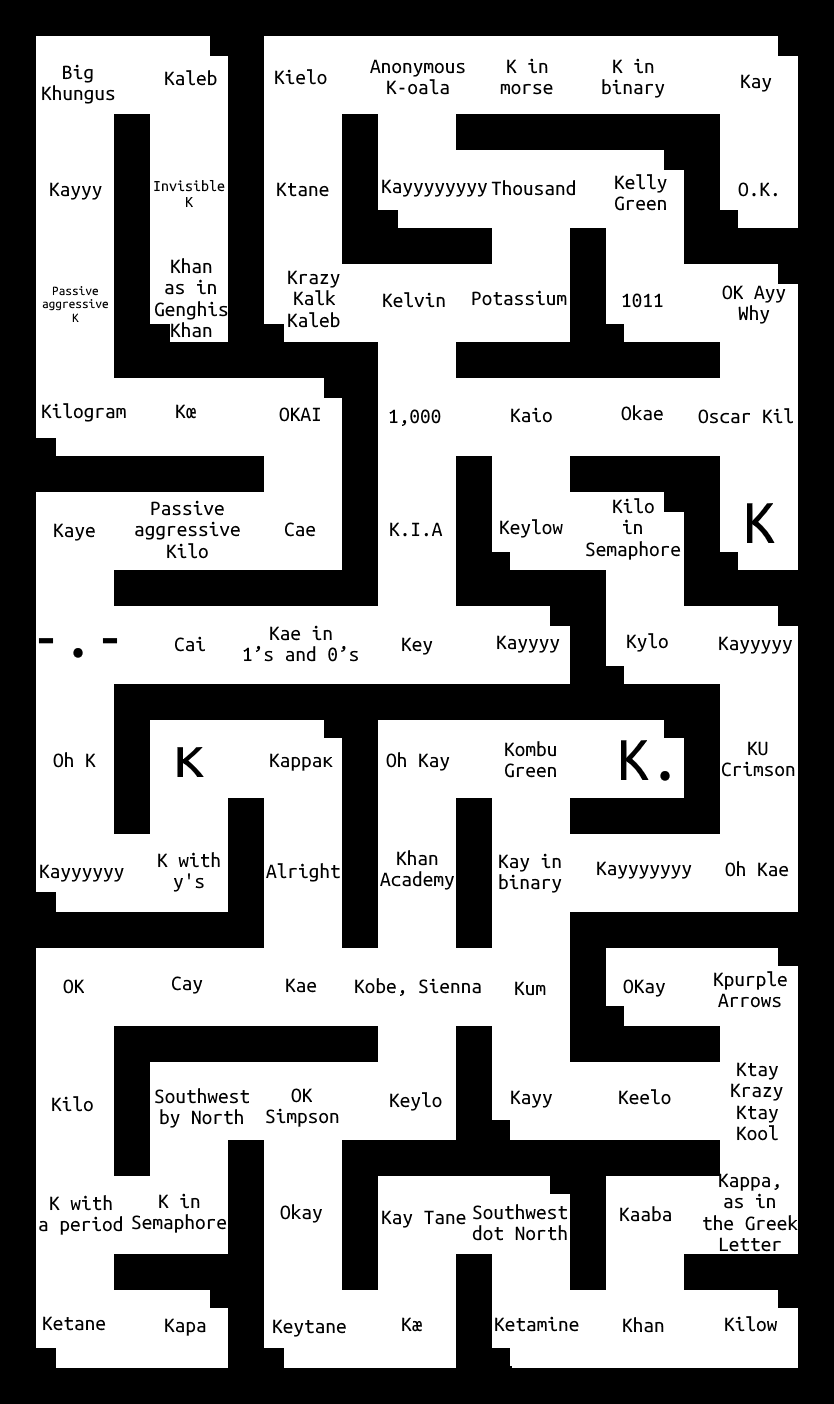 Big
Khungus
Kaleb
Kielo
Anonymous
K-oala
K in
morse
K in
binary
Kay
Kayyy
Invisible
K
Ktane
Kayyyyyyyy
Thousand
Kelly
Green
O.K.
Passive
aggressive
K
Khan
as in
Genghis
Khan
Krazy
Kalk
Kaleb
Kelvin
Potassium
1011
OK Ayy
Why
Kilogram
Kœ
OKAI
1,000
Kaio
Okae
Oscar Kil
Kaye
Passive
aggressive
Kilo
Cae
K.I.A
Keylow
Kilo
in
Semaphore
K
-.-
Cai
Kae in
1’s and 0’s
Key
Kayyyy
Kylo
Kayyyyy
Oh K
κ
Kappaĸ
Oh Kay
Kombu
Green
K.
KU
Crimson
Kayyyyyy
K with
y's
Alright
Khan
Academy
Kay in
binary
Kayyyyyyy
Oh Kae
OK
Cay
Kae
Kobe, Sienna
Kum
OKay
Kpurple
Arrows
Kilo
Southwest
by North
OK
Simpson
Keylo
Kayy
Keelo
Ktay
Krazy
Ktay
Kool
K with
a period
K in
Semaphore
Okay
Kay Tane
Southwest
dot North
Kaaba
Kappa,
as in
the Greek
Letter
Ketane
Kapa
Keytane
Kæ
Ketamine
Khan
Kilow